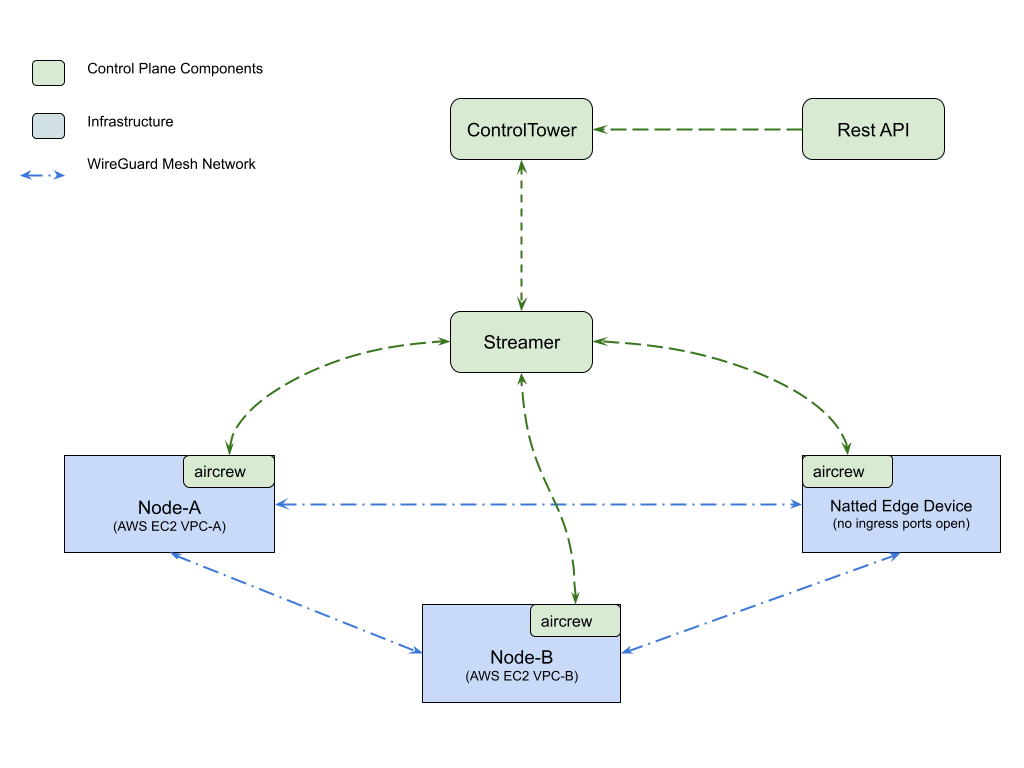 Control Plane Components
Infrastructure
WireGuard Mesh Network
ControlTower
Rest API
Streamer
aircrew
Node-A
(AWS EC2 VPC-A)
aircrew
Natted Edge Device
(no ingress ports open)
aircrew
Node-B
(AWS EC2 VPC-B)